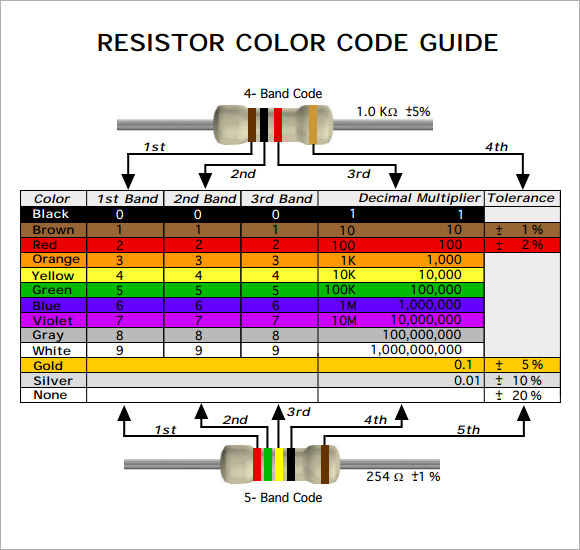 RESISTOR COLOR CODE GUIDE
4- Band Code
1.0 KΩ ±5%
1st
2nd
3rd
4th
Color 1st Band 2nd Band 3rd Band Decimal Multiplier Tolerance
Black 0 0 0 1 1
Brown 1 1 1 10 10 ± 1%
Red 2 2 2 100 100 ± 2%
Orange 3 3 3 1K 1,000
Yellow 4 4 4 10K 10,000
Green 5 5 5 100K 100,000
Blue 6 6 6 1M 1,000,000
Violet 7 7 7 10M 10,000,000
Gray 8 8 8 100,000,000
White 9 9 9 1,000,000,000
Gold 0.1 ± 5%
Silver 0.01 ± 10%
None ± 20%
1st
2nd
3rd
4th
5th
254 Ω ±1 %
5- Band Code